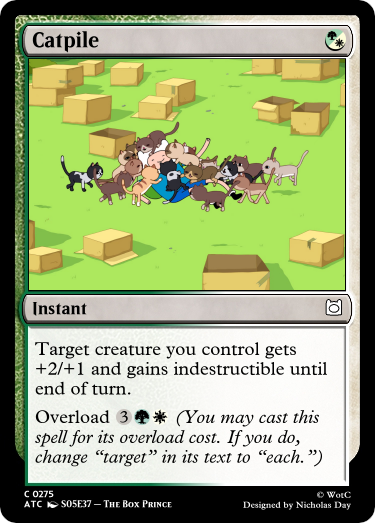 Catpile
Instant
Target creature you control gets
+2/+1 and gains indestructible until
end of turn.
Overload 3 (You may cast this
spell for its overload cost. If you do,
change “target” in its text to “each.”)
C 0275
ATC S05E37 – The Box Prince
© WotC
Designed by Nicholas Day